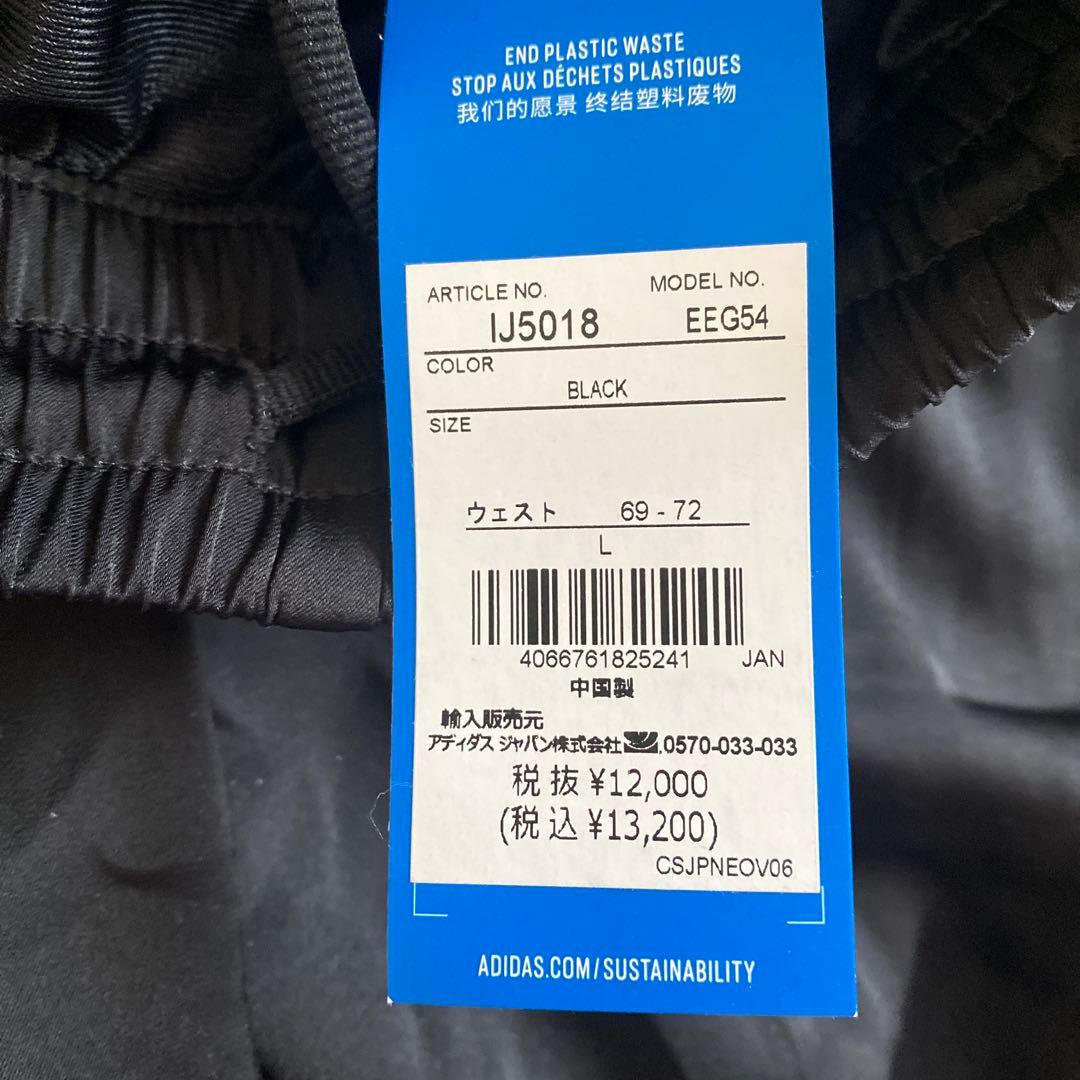 END PLASTIC WASTE
STOP AUX DÉCHETS PLASTIQUES
我们的愿景 终结塑料废物
ARTICLE NO. MODEL NO.
IJ5018 EEG54
COLOR
BLACK
SIZE
ウェスト 69 - 72
L
4066761825241 JAN
中国製
輸入販売元
アディダス ジャパン株式会社 0570-033-033
税抜 ¥12,000
(税込 ¥13,200)
CSJPNEOV06
ADIDAS.COM/SUSTAINABILITY